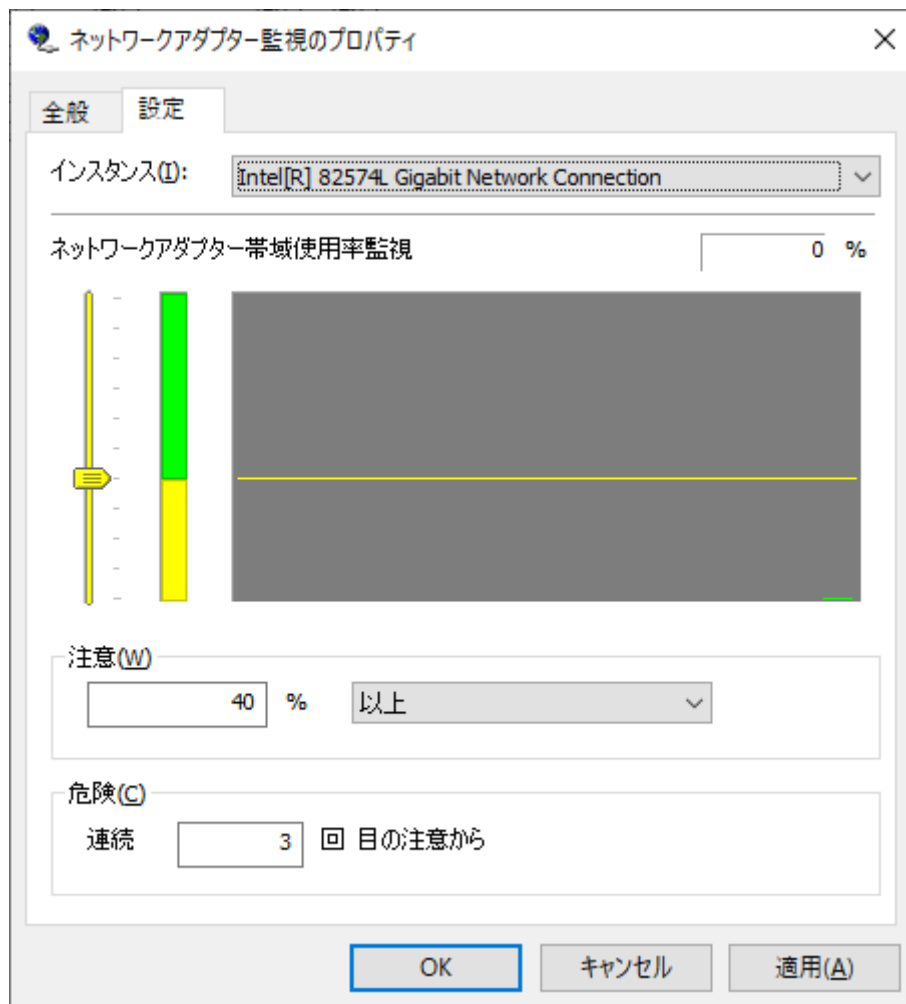 ネットワークアダプター監視のプロパティ
全般 設定
インスタンス(I): Intel[R] 82574L Gigabit Network Connection
ネットワークアダプター帯域使用率監視 0 %
注意(W)
40 % 以上
危険(C)
連続 3 回 目の注意から
OK キャンセル 適用(A)